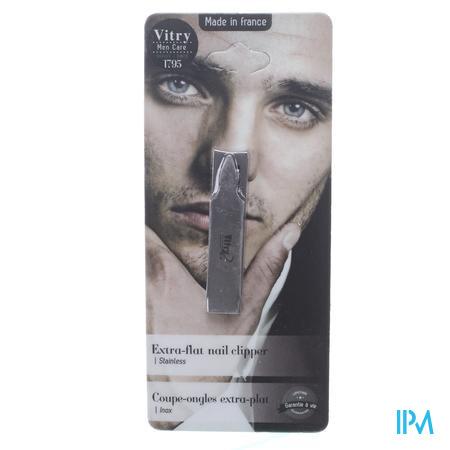 Made in france
Vitry
Men Care
1795
Vitry
Extra-flat nail clipper
| Stainless
Coupe-ongles extra-plat
| Inox
Garantie à vie
IPM